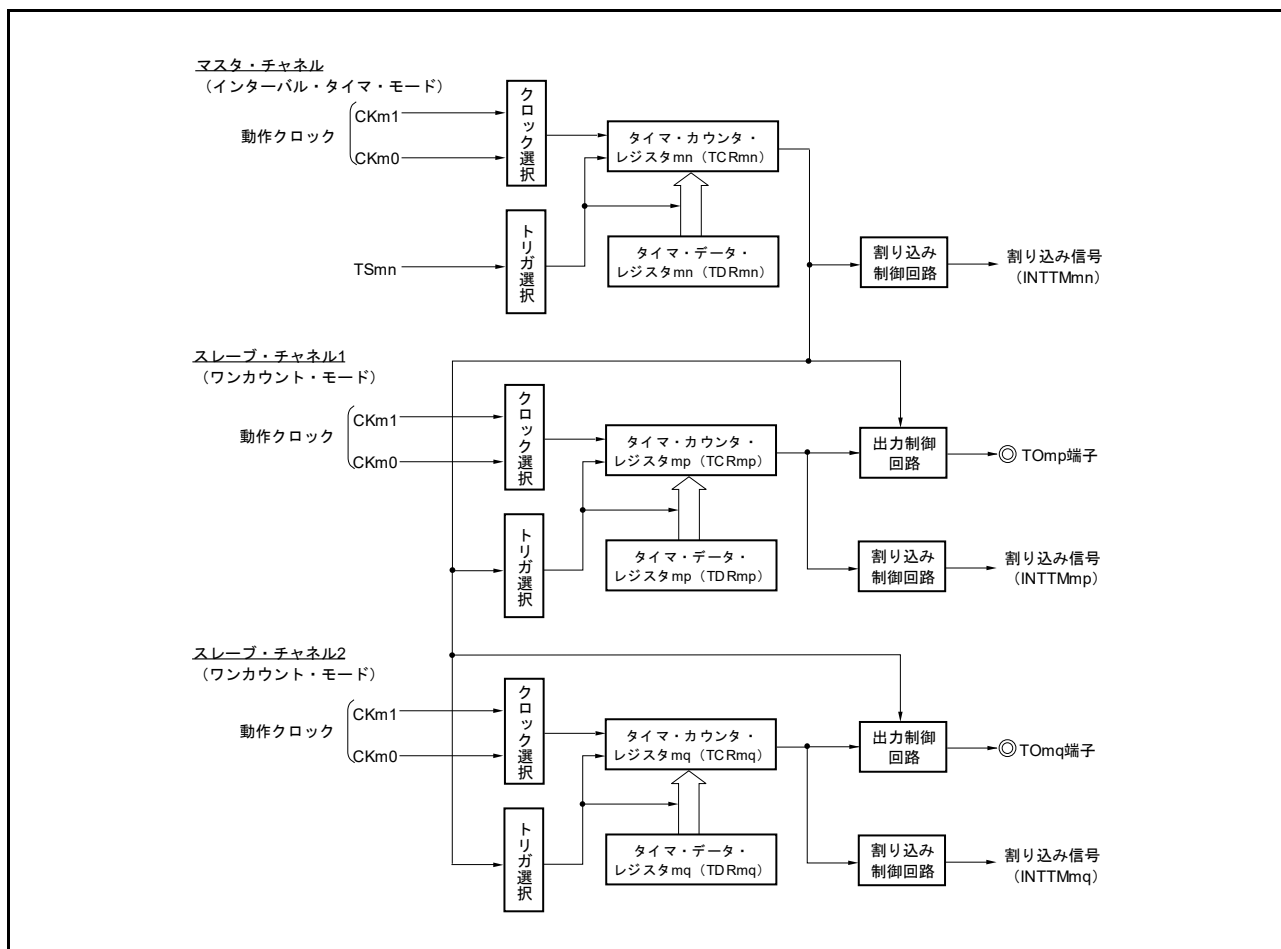 マスタ・チャネル
（インターバル・タイマ・モード）
動作クロック
CKm1
CKm0
クロック選択
タイマ・カウンタ・
レジスタmn（TCRmn）
TSmn
トリガ選択
タイマ・データ・
レジスタmn（TDRmn）
割り込み
制御回路
割り込み信号
（INTTMmn）
スレーブ・チャネル1
（ワンカウント・モード）
動作クロック
CKm1
CKm0
クロック選択
タイマ・カウンタ・
レジスタmp（TCRmp）
出力制御
回路
TOmp端子
トリガ選択
タイマ・データ・
レジスタmp（TDRmp）
割り込み
制御回路
割り込み信号
（INTTMmp）
スレーブ・チャネル2
（ワンカウント・モード）
動作クロック
CKm1
CKm0
クロック選択
タイマ・カウンタ・
レジスタmq（TCRmq）
出力制御
回路
TOmq端子
トリガ選択
タイマ・データ・
レジスタmq（TDRmq）
割り込み
制御回路
割り込み信号
（INTTMmq）